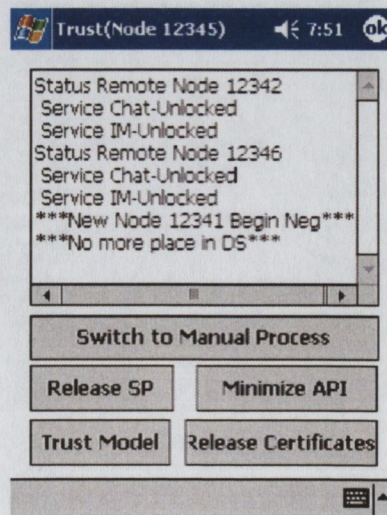 Trust(Node 12345) 7:51 ok
Status Remote Node 12342
Service Chat-Unlocked
Service IM-Unlocked
Status Remote Node 12346
Service Chat-Unlocked
Service IM-Unlocked
***New Node 12341 Begin Neg***
***No more place in DS***
Switch to Manual Process
Release SP Minimize API
Trust Model Release Certificates